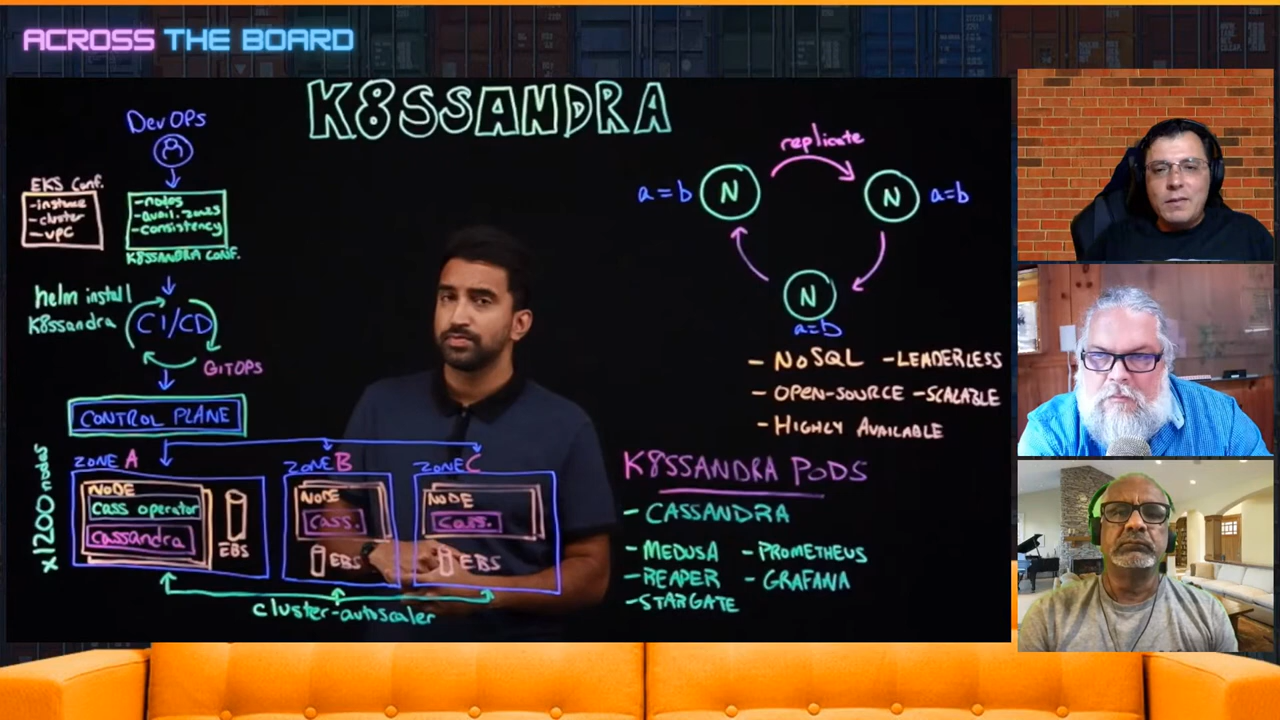 ACROSS THE BOARD
K8SSANDRA
DevOPs
EKS Conf.
-instance
-cluster
-vpc
-nodes
-avail. zones
-consistency
K8SSANDRA CONF.
helm install
K8ssandra
CI/CD
GitOPs
CONTROL PLANE
x1200 nodes
ZONE A
NODE
cass operator
cassandra
EBS
ZONE B
NODE
cass.
EBS
ZONE C
NODE
cass.
EBS
cluster-autoscaler
replicate
a=b
N
N
a=b
N
a=b
- NoSQL -LEADERLESS
- OPEN-SOURCE -SCALABLE
- HIGHLY AVAILABLE
K8SSANDRA PODS
- CASSANDRA
- MEDUSA - PROMETHEUS
- REAPER - GRAFANA
- STARGATE